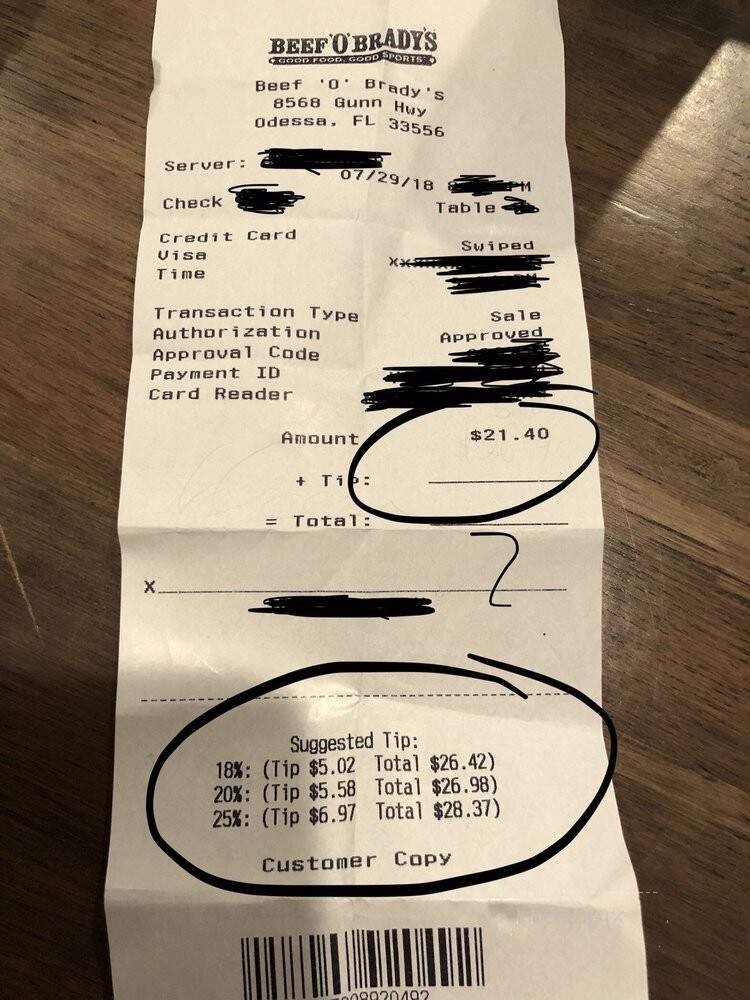 BEEF 'O' BRADY'S
GOOD FOOD. GOOD SPORTS
Beef 'O' Brady's
8568 Gunn Hwy
Odessa, FL 33556
Server:
07/29/18
Check
Table
Credit Card
Visa Swiped
Time
Transaction Type Sale
Authorization Approved
Approval Code
Payment ID
Card Reader
Amount $21.40
+ Tip:
= Total:
X
Suggested Tip:
18%: (Tip $5.02 Total $26.42)
20%: (Tip $5.58 Total $26.98)
25%: (Tip $6.97 Total $28.37)
Customer Copy